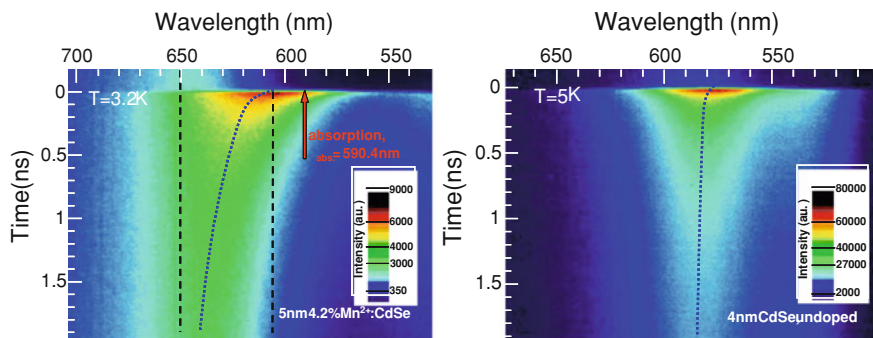 Wavelength (nm)
700 650 600 550
Time(ns)
0
0.5
1
1.5
T=3.2K
absorption,
abs=590.4nm
Intensity (au.)
9000
6000
4000
3000
350
5nm4.2%Mn²⁺:CdSe
Wavelength (nm)
650 600 550
Time(ns)
0
0.5
1
1.5
T=5K
Intensity (au.)
80000
60000
40000
27000
2000
4nmCdSeundoped